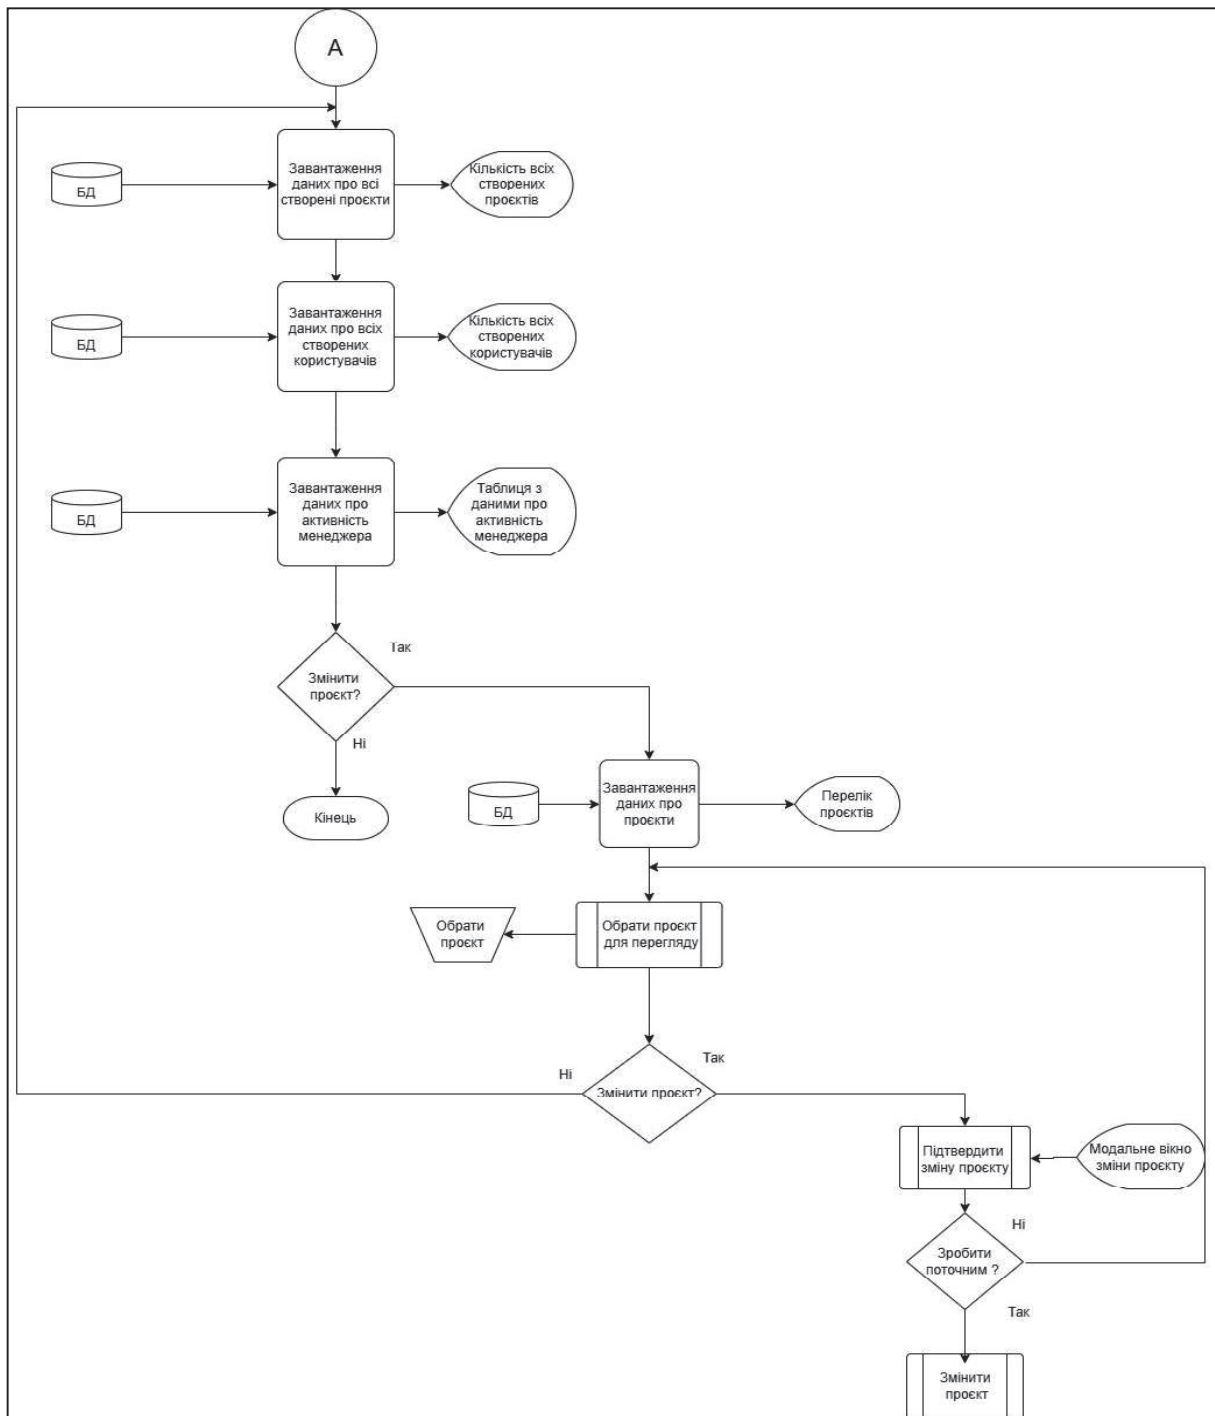 А
БД
Завантаження
даних про всі
створені проєкти
Кількість всіх
створених
проєктів
БД
Завантаження
даних про всіх
створених
користувачів
Кількість всіх
створених
користувачів
БД
Завантаження
даних про
активність
менеджера
Таблиця з
даними про
активність
менеджера
Змінити
проєкт?
Так
Ні
Кінець
БД
Завантаження
даних про
проєкти
Перелік
проєктів
Обрати
проєкт
Обрати проєкт
для перегляду
Ні
Змінити проєкт?
Так
Підтвердити
зміну проєкту
Модальне вікно
зміни проєкту
Зробити
поточним ?
Ні
Так
Змінити
проєкт